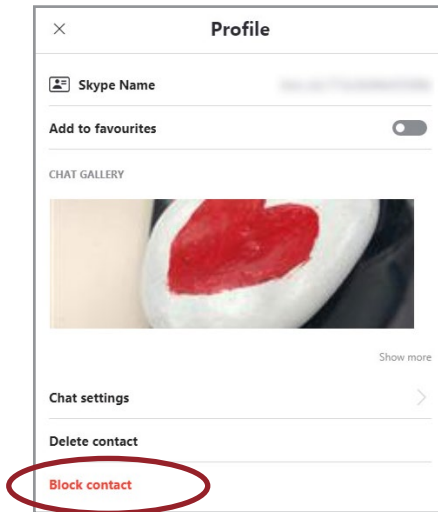 Profile
Skype Name
Add to favourites
CHAT GALLERY
Show more
Chat settings
Delete contact
Block contact